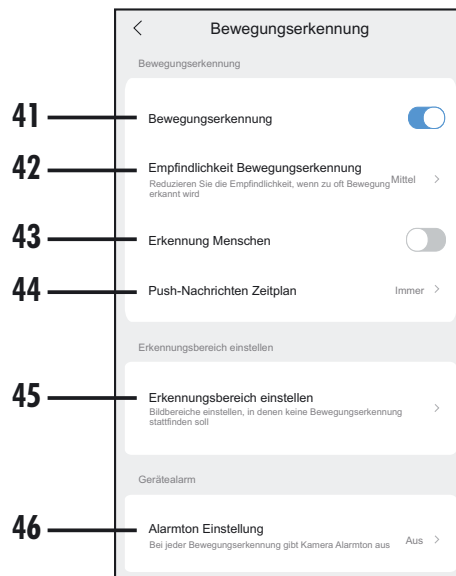 Bewegungserkennung
Bewegungserkennung
41
Bewegungserkennung
42
Empfindlichkeit Bewegungserkennung
Reduzieren Sie die Empfindlichkeit, wenn zu oft Bewegung
erkannt wird
Mittel
43
Erkennung Menschen
44
Push-Nachrichten Zeitplan
Immer
Erkennungsbereich einstellen
45
Erkennungsbereich einstellen
Bildbereiche einstellen, in denen keine Bewegungserkennung
stattfinden soll
Gerätealarm
46
Alarmton Einstellung
Bei jeder Bewegungserkennung gibt Kamera Alarmton aus
Aus